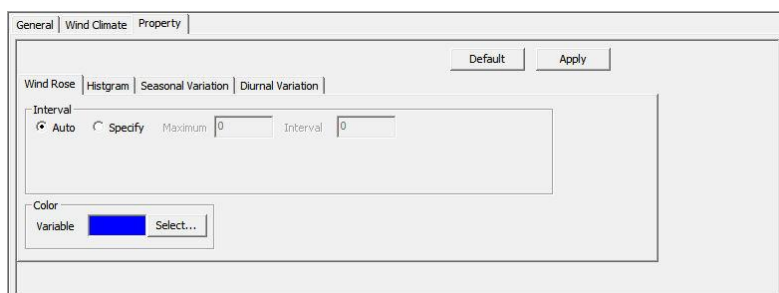 General Wind Climate Property
Default Apply
Wind Rose Histgram Seasonal Variation Diurnal Variation
Interval
Auto Specify Maximum 0 Interval 0
Color
Variable Select...